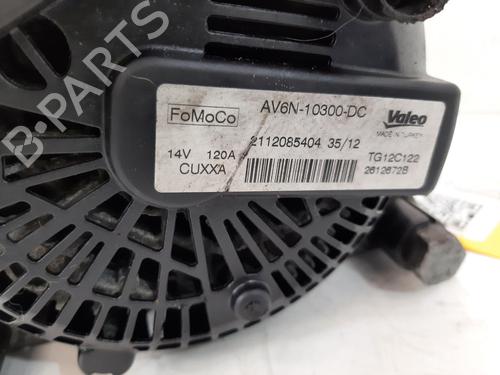 B-PARTS
FoMoCo
AV6N-10300-DC
Valeo
MADE IN TURKEY
2112085404 35/12
14V 120A
CUXXA
TG12C122
2612672B